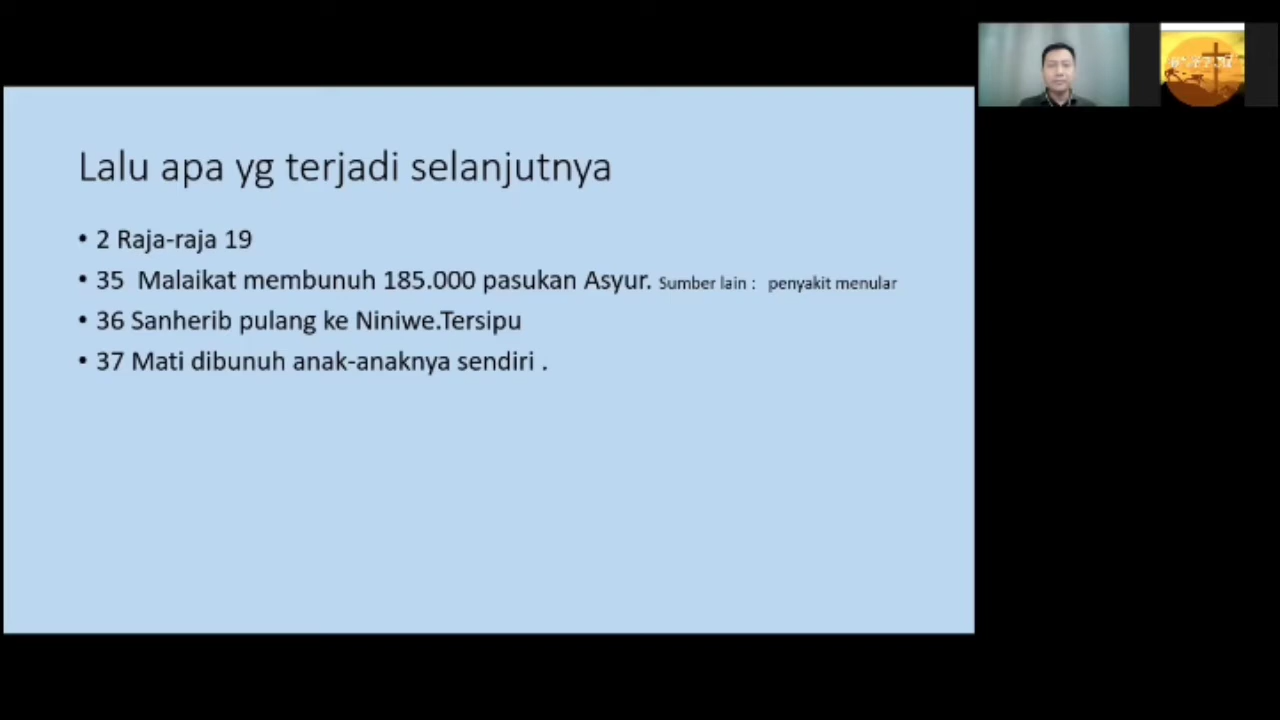 Lalu apa yg terjadi selanjutnya
• 2 Raja-raja 19
• 35 Malaikat membunuh 185.000 pasukan Asyur. Sumber lain : penyakit menular
• 36 Sanherib pulang ke Niniwe.Tersipu
• 37 Mati dibunuh anak-anaknya sendiri .